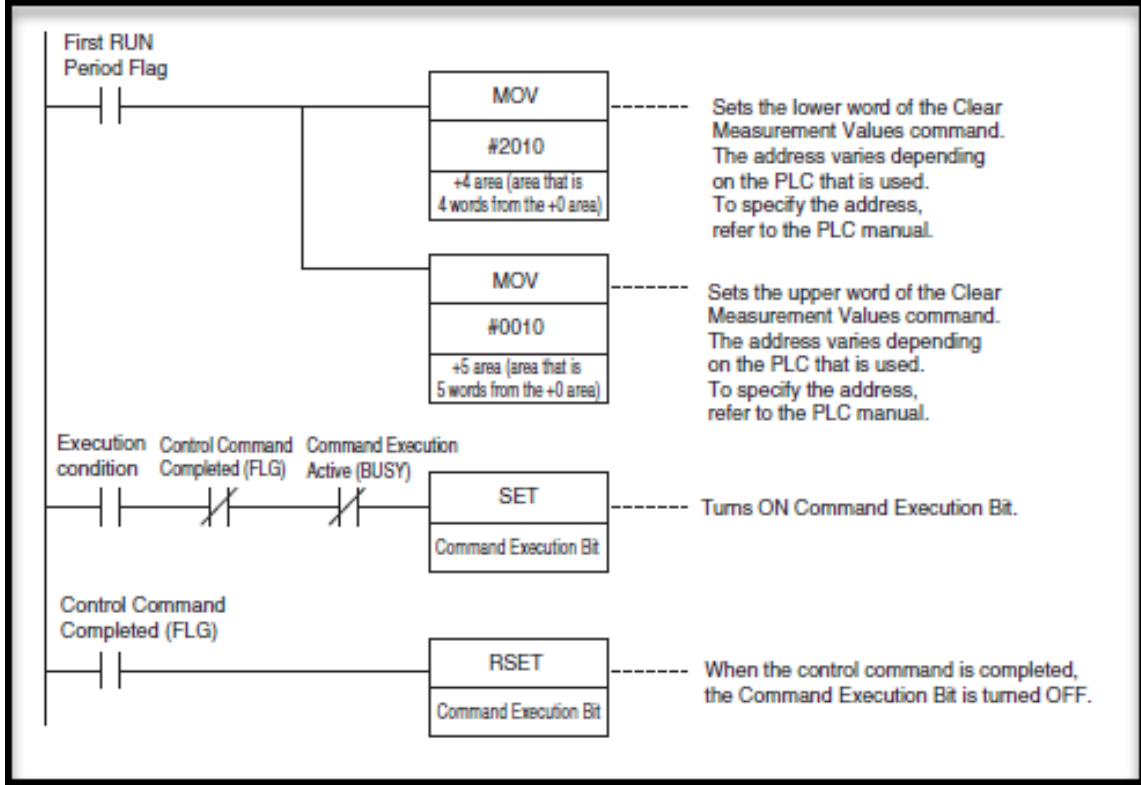 First RUN
Period Flag
MOV
#2010
+4 area (area that is
4 words from the +0 area)
Sets the lower word of the Clear
Measurement Values command.
The address varies depending
on the PLC that is used.
To specify the address,
refer to the PLC manual.
MOV
#0010
+5 area (area that is
5 words from the +0 area)
Sets the upper word of the Clear
Measurement Values command.
The address varies depending
on the PLC that is used.
To specify the address,
refer to the PLC manual.
Execution
condition
Control Command
Completed (FLG)
Command Execution
Active (BUSY)
SET
Command Execution Bit
Turns ON Command Execution Bit.
Control Command
Completed (FLG)
RSET
Command Execution Bit
When the control command is completed,
the Command Execution Bit is turned OFF.